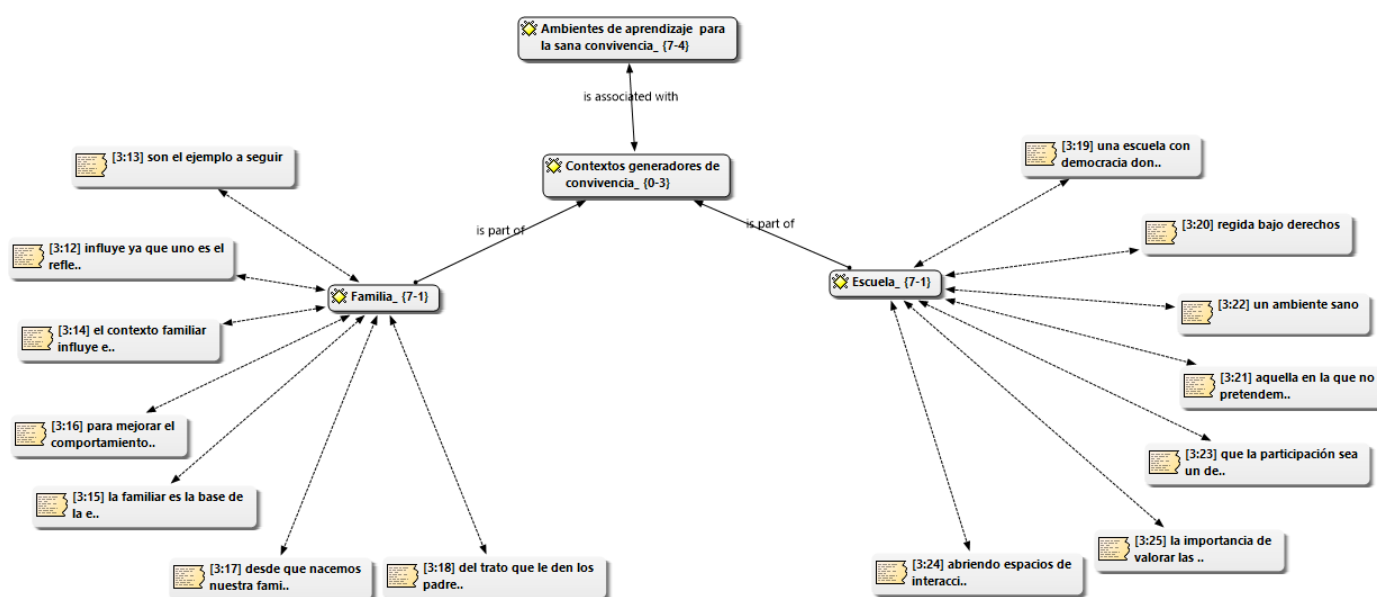 Ambientes de aprendizaje para
la sana convivencia_ {7-4}
is associated with
Contextos generadores de
convivencia_ {0-3}
is part of
is part of
Familia_ {7-1}
[3:13] son el ejemplo a seguir
[3:12] influye ya que uno es el
refle..
[3:14] el contexto familiar
influye e..
[3:16] para mejorar el
comportamiento..
[3:15] la familiar es la base de
la e..
[3:17] desde que nacemos
nuestra fami..
[3:18] del trato que le den los
padre..
Escuela_ {7-1}
[3:19] una escuela con
democracia don..
[3:20] regida bajo derechos
[3:22] un ambiente sano
[3:21] aquella en la que no
pretendem..
[3:23] que la participación sea
un de..
[3:25] la importancia de
valorar las ..
[3:24] abriendo espacios de
interacci..